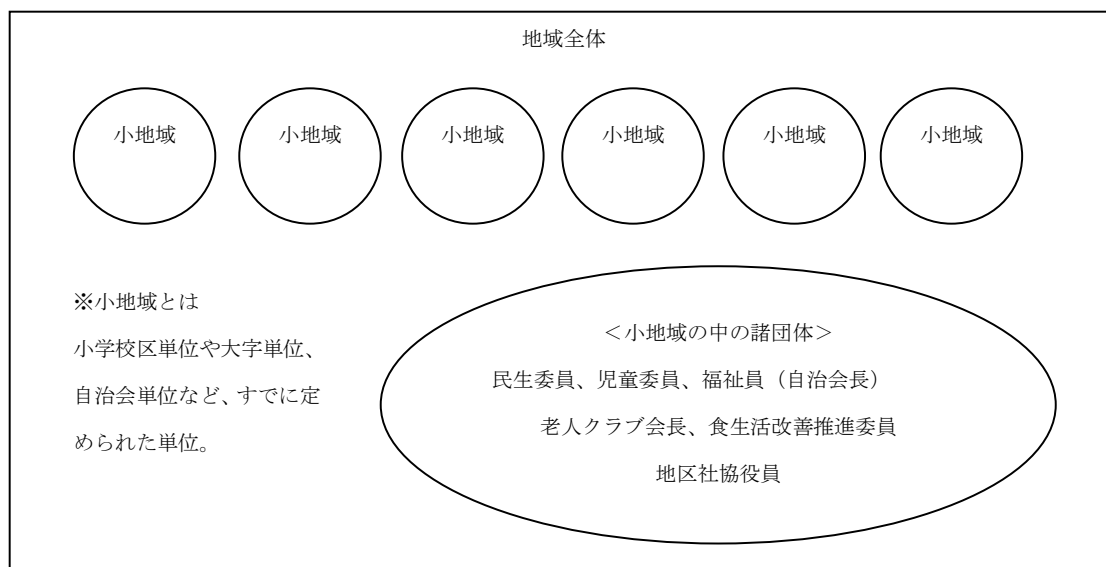 地域全体
小地域
小地域
小地域
小地域
小地域
小地域
※小地域とは
小学校区単位や大字単位、
自治会単位など、すでに定
められた単位。
＜小地域の中の諸団体＞
民生委員、児童委員、福祉員（自治会長）
老人クラブ会長、食生活改善推進委員
地区社協役員